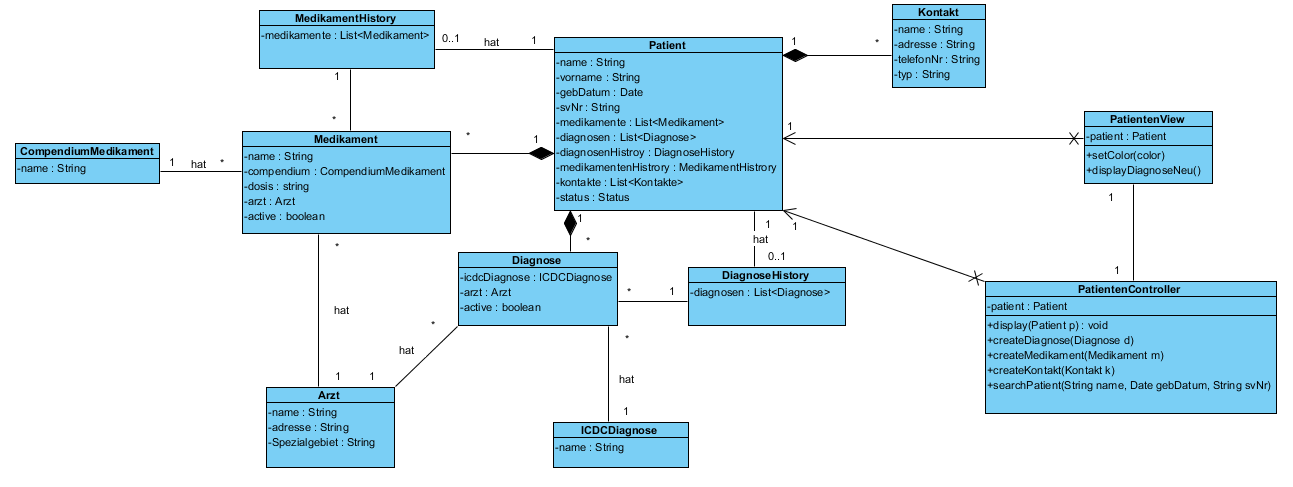 MedikamentHistory
-medikamente : List<Medikament>
0..1
hat
1
1
*
Patient
-name : String
-vorname : String
-gebDatum : Date
-svNr : String
-medikamente : List<Medikament>
-diagnosen : List<Diagnose>
-diagnosenHistroy : DiagnoseHistory
-medikamentenHistrory : MedikamentHistrory
-kontakte : List<Kontakte>
-status : Status
1
*
Kontakt
-name : String
-adresse : String
-telefonNr : String
-typ : String
CompendiumMedikament
-name : String
1
hat
*
Medikament
-name : String
-compendium : CompendiumMedikament
-dosis : string
-arzt : Arzt
-active : boolean
*
1
1
PatientenView
-patient : Patient
+setColor(color)
+displayDiagnoseNeu()
1
1
1
*
1
hat
0..1
1
Diagnose
-icdcDiagnose : ICDCDiagnose
-arzt : Arzt
-active : boolean
*
1
DiagnoseHistory
-diagnosen : List<Diagnose>
PatientenController
-patient : Patient
+display(Patient p) : void
+createDiagnose(Diagnose d)
+createMedikament(Medikament m)
+createKontakt(Kontakt k)
+searchPatient(String name, Date gebDatum, String svNr)
*
hat
1
*
hat
1
*
hat
1
Arzt
-name : String
-adresse : String
-Spezialgebiet : String
ICDCDiagnose
-name : String